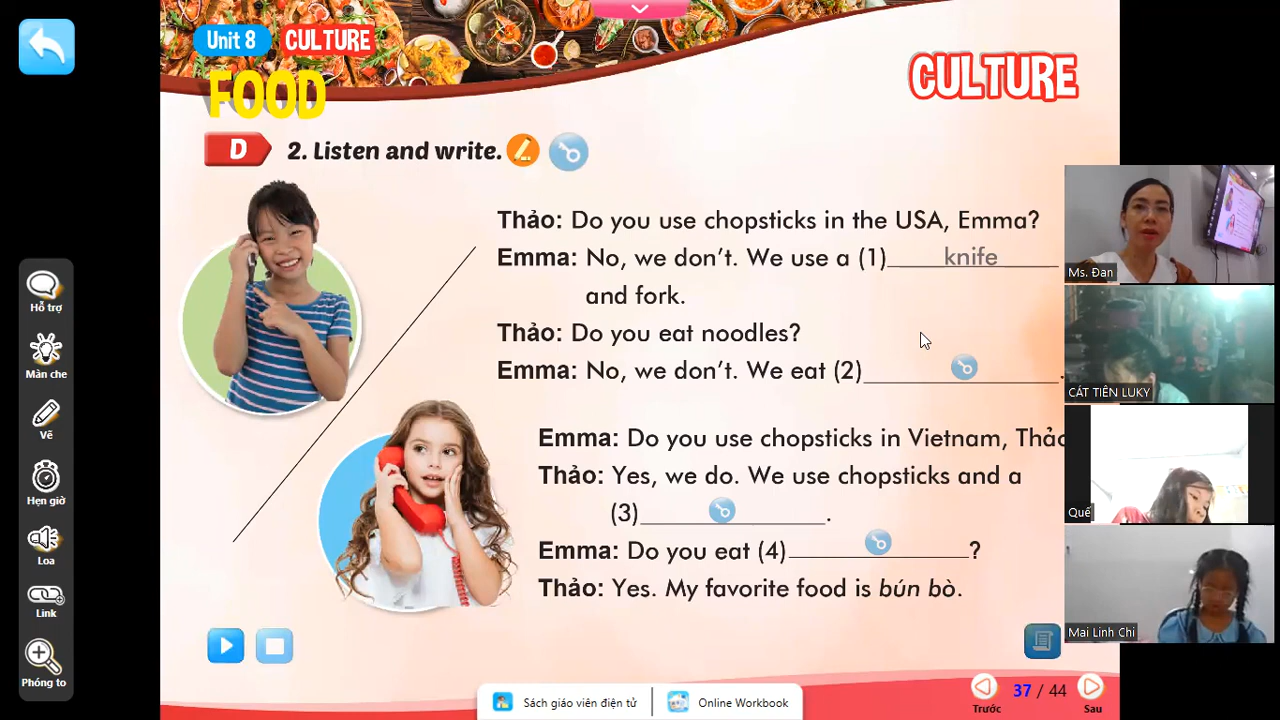 Unit 8
CULTURE
FOOD
CULTURE
D
2. Listen and write.
Thảo: Do you use chopsticks in the USA, Emma?
Emma: No, we don't. We use a (1) knife
and fork.
Thảo: Do you eat noodles?
Emma: No, we don't. We eat (2) .
Emma: Do you use chopsticks in Vietnam,
Thảo: Yes, we do. We use chopsticks and a
(3) .
Emma: Do you eat (4) ?
Thảo: Yes. My favorite food is bún bò.
Hỗ trợ
Màn che
Vẽ
Hẹn giờ
Loa
Link
Phóng to
Ms. Đan
CÁT TIÊN LUKY
Quế
Mai Linh Chi
Sách giáo viên điện tử
Online Workbook
Trước
37 / 44
Sau